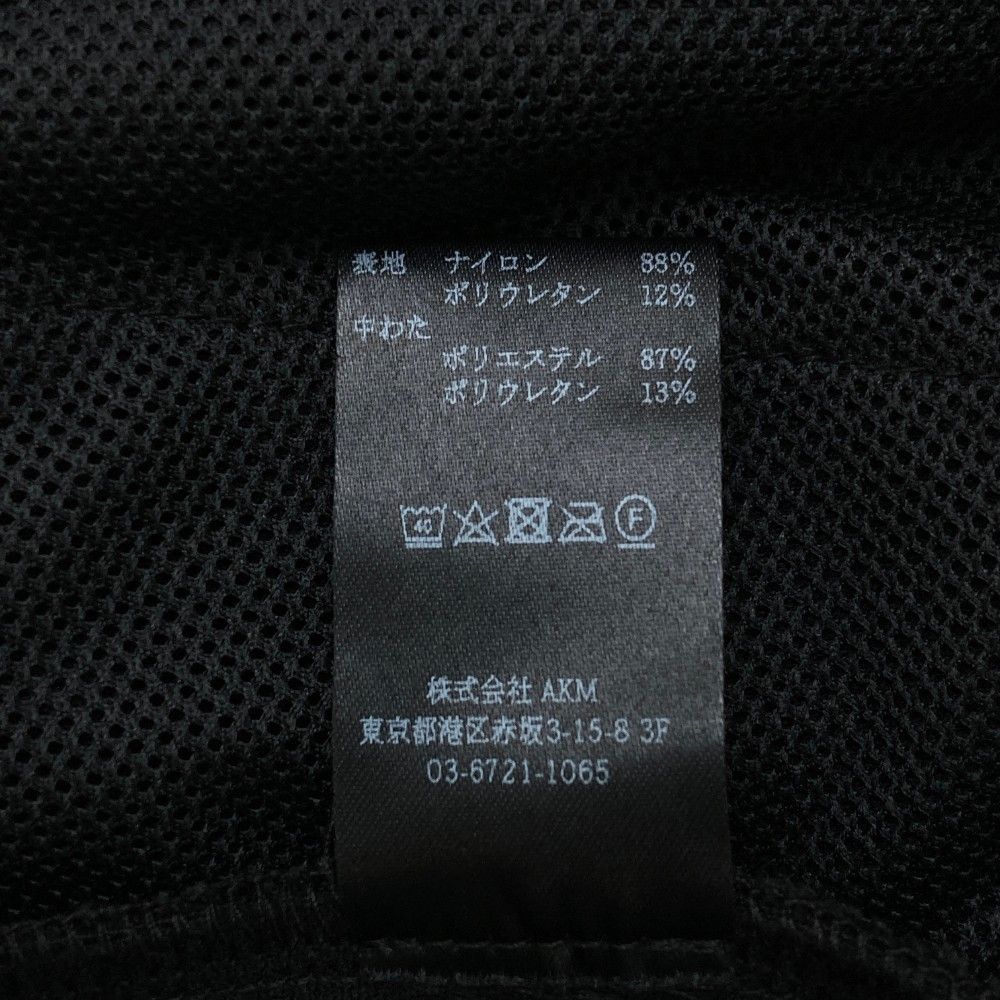 表地 ナイロン 88%
ポリウレタン 12%
中わた
ポリエステル 87%
ポリウレタン 13%
40 F
株式会社 AKM
東京都港区赤坂3-15-8 3F
03-6721-1065